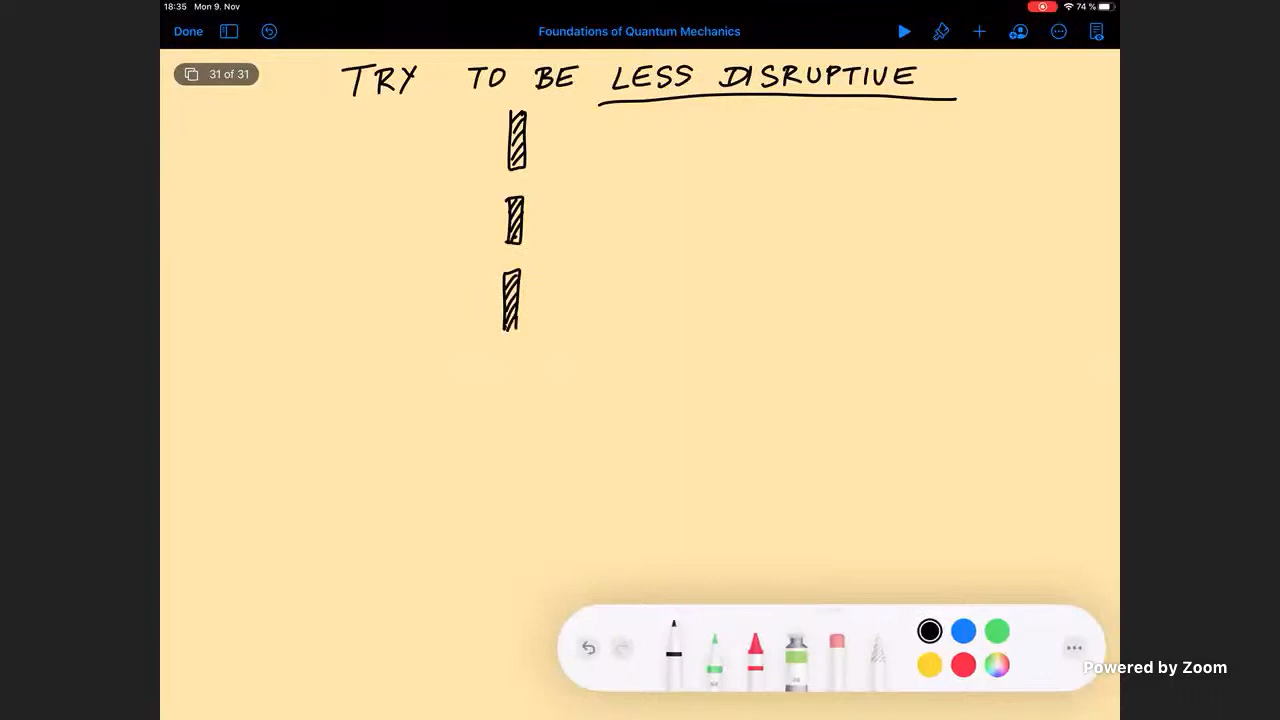 18:35 Mon 9. Nov 74 %
Done Foundations of Quantum Mechanics
31 of 31
TRY TO BE LESS DISRUPTIVE
Powered by Zoom